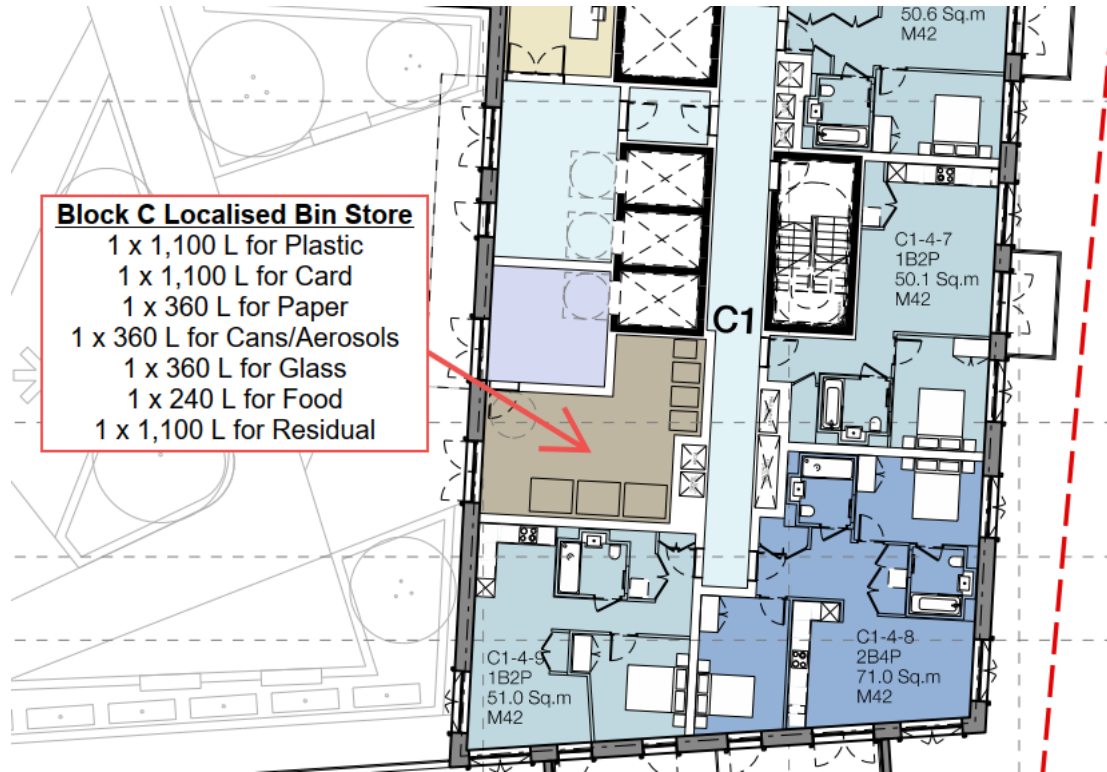 50.6 Sq.m
M42
Block C Localised Bin Store
1 x 1,100 L for Plastic
1 x 1,100 L for Card
1 x 360 L for Paper
1 x 360 L for Cans/Aerosols
1 x 360 L for Glass
1 x 240 L for Food
1 x 1,100 L for Residual
C1-4-7
1B2P
50.1 Sq.m
M42
C1
C1-4-8
2B4P
71.0 Sq.m
M42
C1-4-9
1B2P
51.0 Sq.m
M42